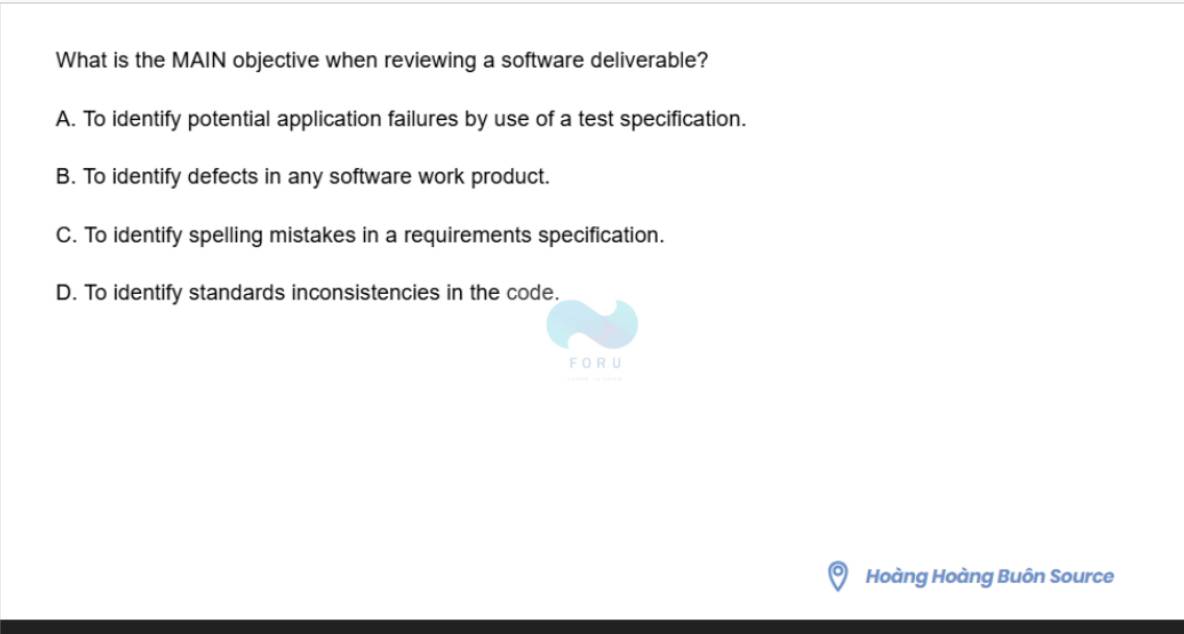 What is the MAIN objective when reviewing a software deliverable?
A. To identify potential application failures by use of a test specification.
B. To identify defects in any software work product.
C. To identify spelling mistakes in a requirements specification.
D. To identify standards inconsistencies in the code.
FORU
Hoàng Hoàng Buôn Source